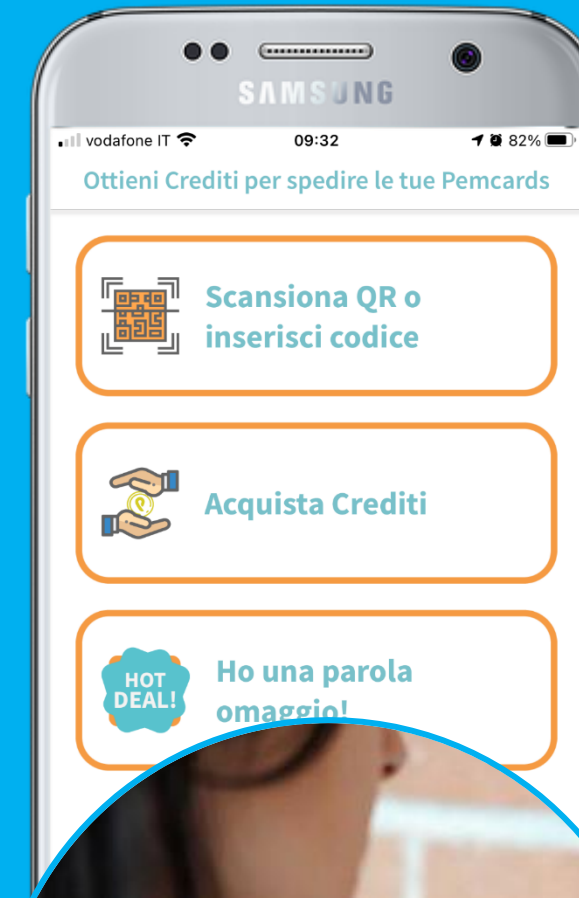 SAMSUNG
vodafone IT
09:32
82%
Ottieni Crediti per spedire le tue Pemcards
Scansiona QR o
inserisci codice
Acquista Crediti
HOT
DEAL!
Ho una parola
omaggio!